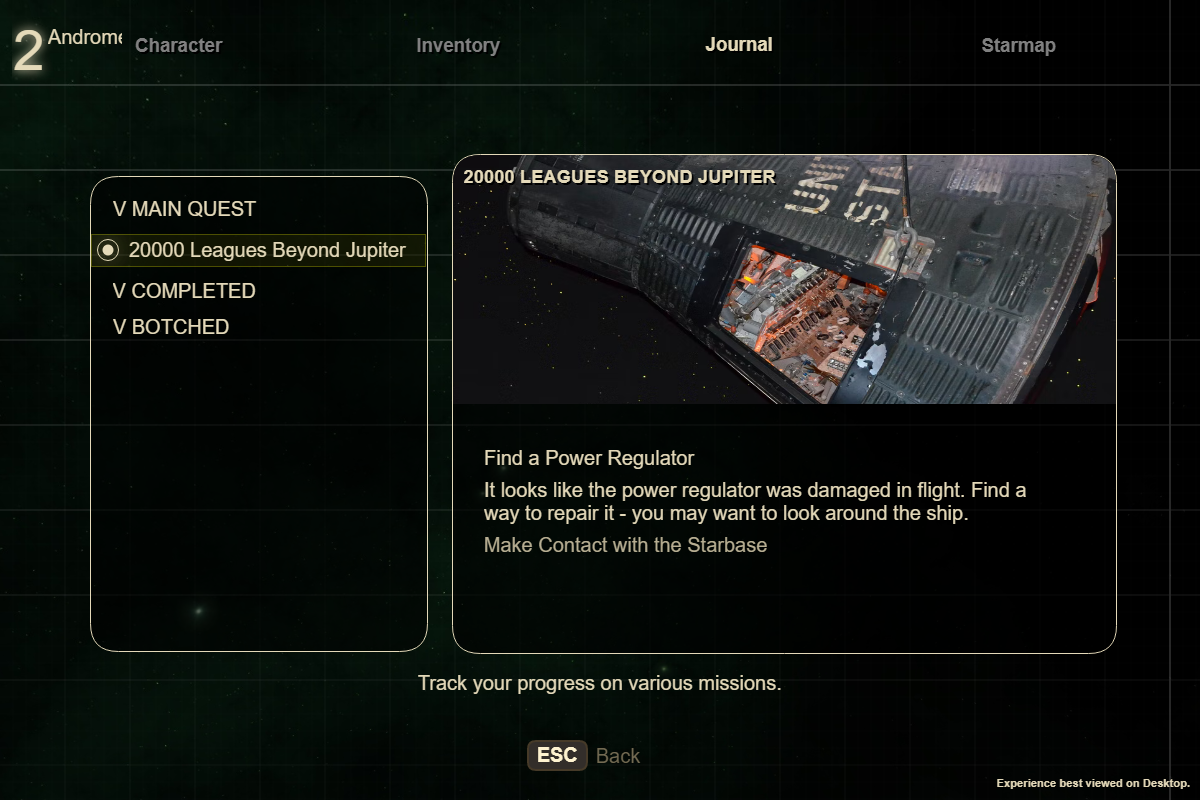 2 Androme
Character
Inventory
Journal
Starmap
V MAIN QUEST
20000 Leagues Beyond Jupiter
V COMPLETED
V BOTCHED
20000 LEAGUES BEYOND JUPITER
UNI
ST
Find a Power Regulator
It looks like the power regulator was damaged in flight. Find a
way to repair it - you may want to look around the ship.
Make Contact with the Starbase
Track your progress on various missions.
ESC Back
Experience best viewed on Desktop.